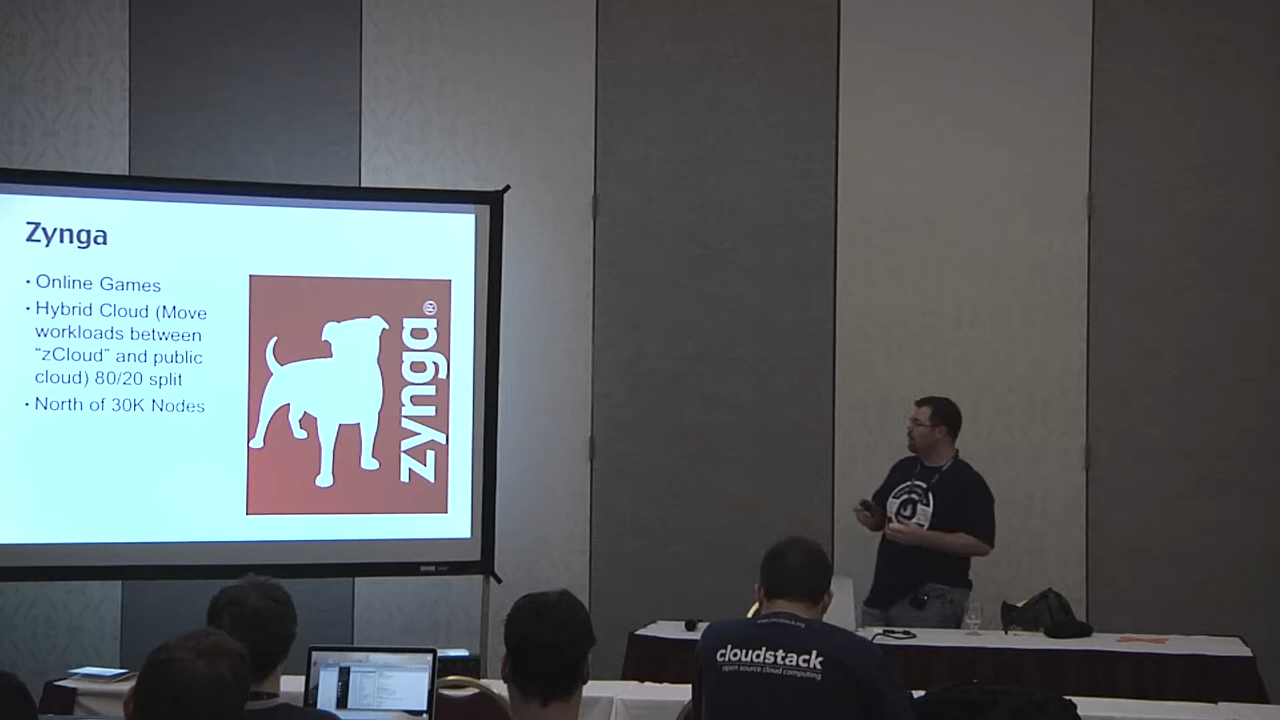 Zynga
• Online Games
• Hybrid Cloud (Move
workloads between
“zCloud” and public
cloud) 80/20 split
• North of 30K Nodes
zynga®
cloudstack
open source cloud computing